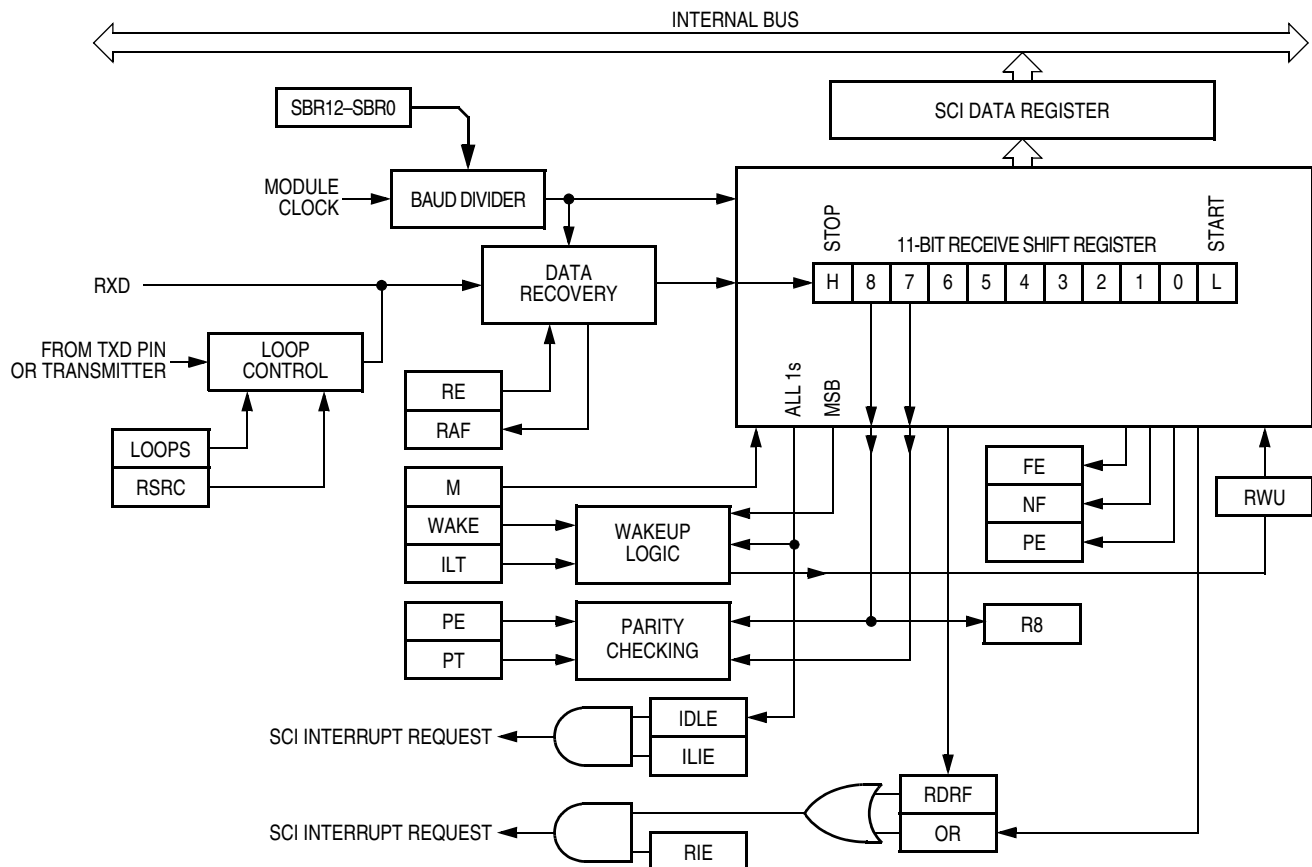 INTERNAL BUS
SBR12–SBR0
SCI DATA REGISTER
MODULE
CLOCK
BAUD DIVIDER
STOP
11-BIT RECEIVE SHIFT REGISTER
START
H 8 7 6 5 4 3 2 1 0 L
RXD
DATA
RECOVERY
FROM TXD PIN
OR TRANSMITTER
LOOP
CONTROL
RE
RAF
ALL 1s
MSB
LOOPS
RSRC
M
WAKE
ILT
WAKEUP
LOGIC
FE
NF
PE
RWU
PE
PT
PARITY
CHECKING
R8
SCI INTERRUPT REQUEST
IDLE
ILIE
SCI INTERRUPT REQUEST
RDRF
OR
RIE